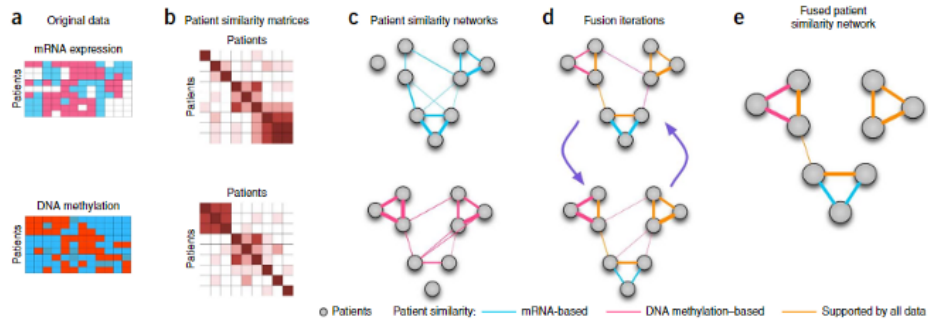 a Original data
mRNA expression
Patients
DNA methylation
Patients
b Patient similarity matrices
Patients
Patients
Patients
Patients
c Patient similarity networks
d Fusion iterations
e Fused patient
similarity network
Patients Patient similarity: mRNA-based DNA methylation–based Supported by all data